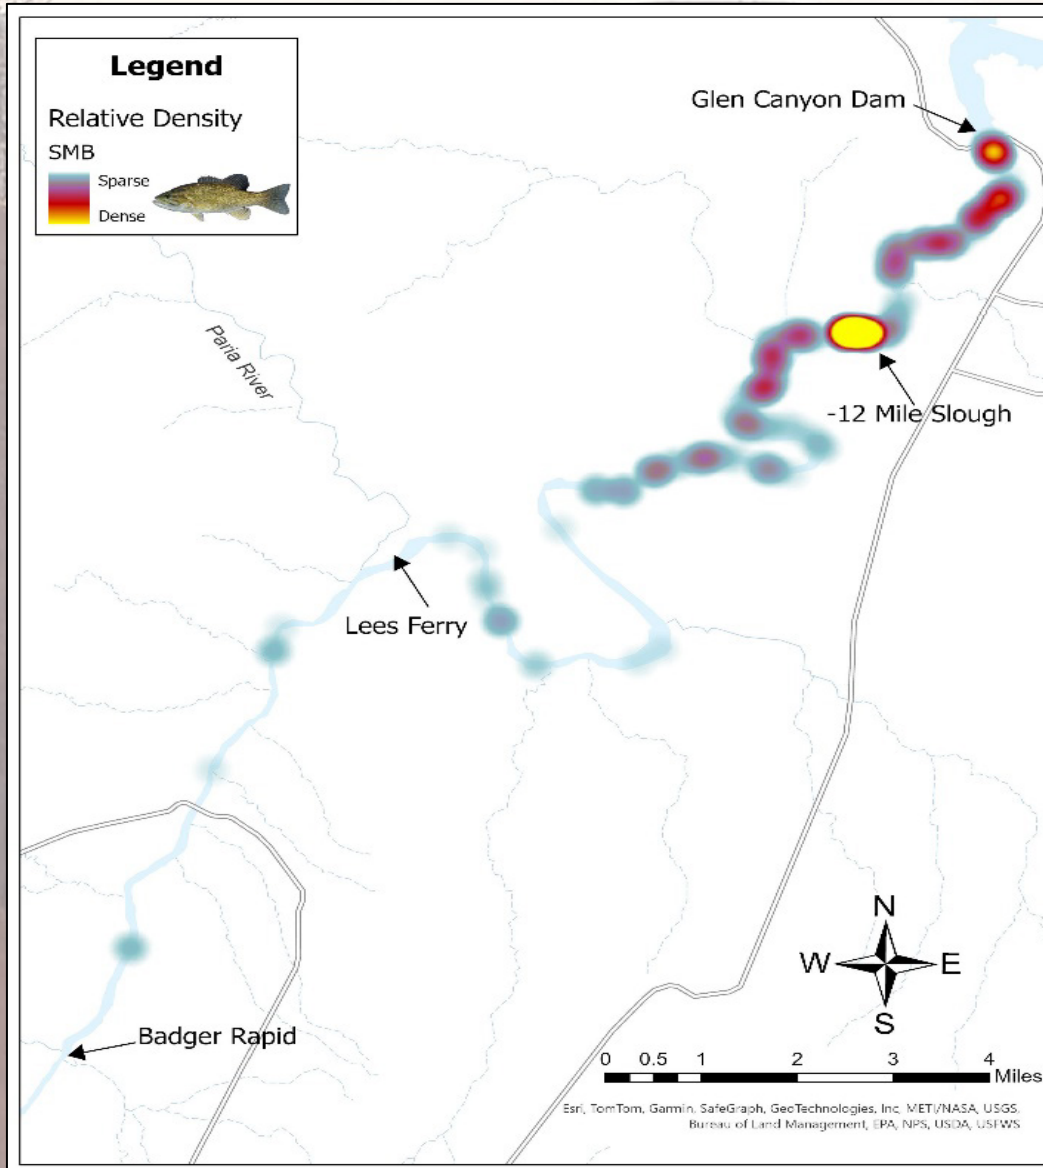 Legend
Relative Density
SMB
Sparse
Dense
Glen Canyon Dam
Paria River
-12 Mile Slough
Lees Ferry
N
W E
S
Badger Rapid
0 0.5 1 2 3 4
Miles
Esri, TomTom, Garmin, SafeGraph, GeoTechnologies, Inc, METI/NASA, USGS,
Bureau of Land Management, EPA, NPS, USDA, USFWS